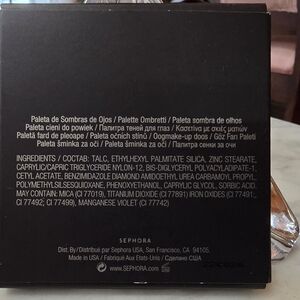 Paleta de Sombras de Ojos / Palette Ombretti / Paleta sombra de olhos
Paleta cieni do powiek / Палитра теней для глаз / Κασετίνα με σκιές ματιών
Paletă fard de pleoape / Paleta očních stínů / Oogmake-up doos / Göz Farı Paleti
Paleta šminka za oči / Paleta šminka za oči / Палитра сенки за очи
INGREDIENTS / СОСТАВ: TALC, ETHYLHEXYL PALMITATE SILICA, ZINC STEARATE,
CAPRYLIC/CAPRIC TRIGLYCERIDE NYLON-12, BIS-DIGLYCERYL POLYACYLADIPATE-1,
CETYL ACETATE, BENZIMIDAZOLE DIAMOND AMIDOETHYL UREA CARBAMOYL PROPYL
POLYMETHYLSILSESQUIOXANE, PHENOXYETHANOL, CAPRYLYL GLYCOL, SORBIC ACID.
MAY CONTAIN: MICA (CI 77019), TITANIUM DIOXIDE (CI 77891) IRON OXIDES (CI 77491,
CI 77492, CI 77499), MANGANESE VIOLET (CI 77742)
SEPHORA
Dist. By / Distribué par Sephora USA, San Francisco, CA 94105.
Made in USA / Fabriqué Aux Etats-Unis / Сделано США
WWW.SEPHORA.COM